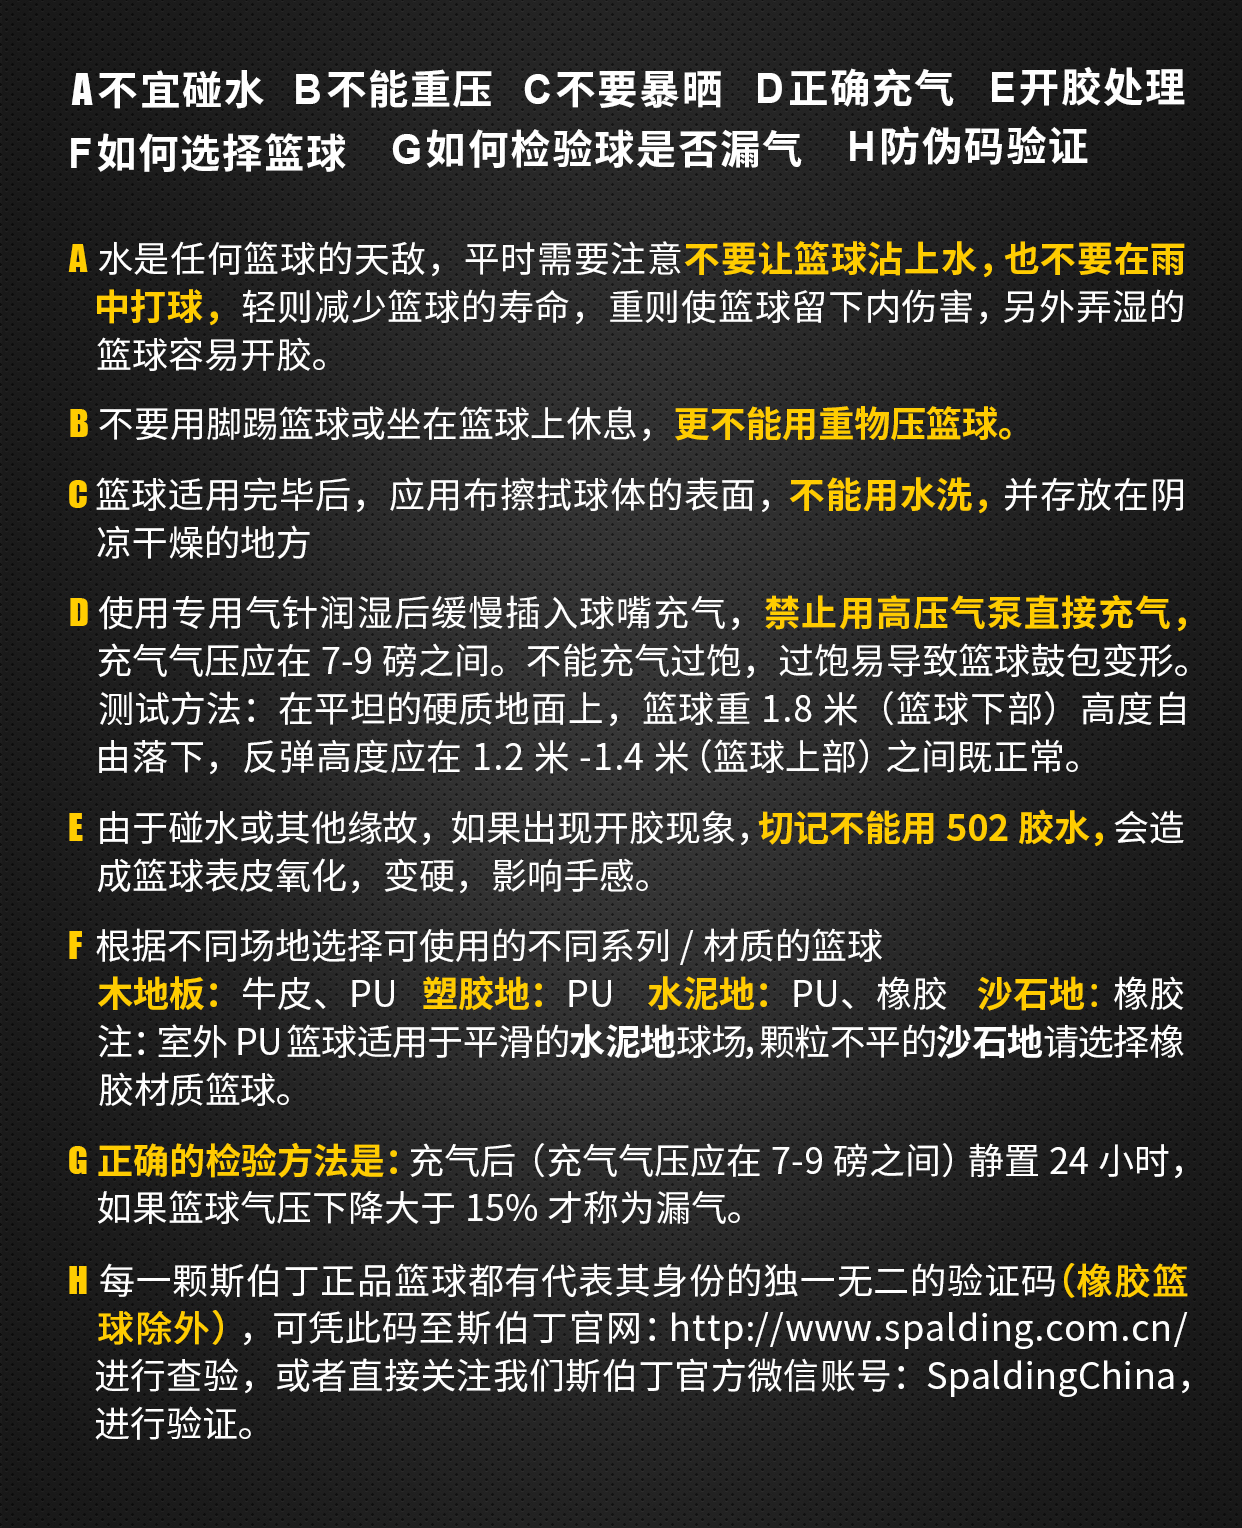 A不宜碰水 B不能重压 C不要暴晒 D正确充气 E开胶处理
F如何选择篮球 G如何检验球是否漏气 H防伪码验证
A 水是任何篮球的天敌，平时需要注意不要让篮球沾上水，也不要在雨
中打球，轻则减少篮球的寿命，重则使篮球留下内伤害，另外弄湿的
篮球容易开胶。
B 不要用脚踢篮球或坐在篮球上休息，更不能用重物压篮球。
C 篮球适用完毕后，应用布擦拭球体的表面，不能用水洗，并存放在阴
凉干燥的地方
D 使用专用气针润湿后缓慢插入球嘴充气，禁止用高压气泵直接充气，
充气气压应在 7-9 磅之间。不能充气过饱，过饱易导致篮球鼓包变形。
测试方法：在平坦的硬质地面上，篮球重 1.8 米（篮球下部）高度自
由落下，反弹高度应在 1.2 米 -1.4 米（篮球上部）之间既正常。
E 由于碰水或其他缘故，如果出现开胶现象，切记不能用 502 胶水，会造
成篮球表皮氧化，变硬，影响手感。
F 根据不同场地选择可使用的不同系列 / 材质的篮球
木地板：牛皮、PU 塑胶地：PU 水泥地：PU、橡胶 沙石地：橡胶
注：室外 PU 篮球适用于平滑的水泥地球场，颗粒不平的沙石地请选择橡
胶材质篮球。
G 正确的检验方法是：充气后（充气气压应在 7-9 磅之间）静置 24 小时，
如果篮球气压下降大于 15% 才称为漏气。
H 每一颗斯伯丁正品篮球都有代表其身份的独一无二的验证码（橡胶篮
球除外），可凭此码至斯伯丁官网：http://www.spalding.com.cn/
进行查验，或者直接关注我们斯伯丁官方微信账号：SpaldingChina，
进行验证。